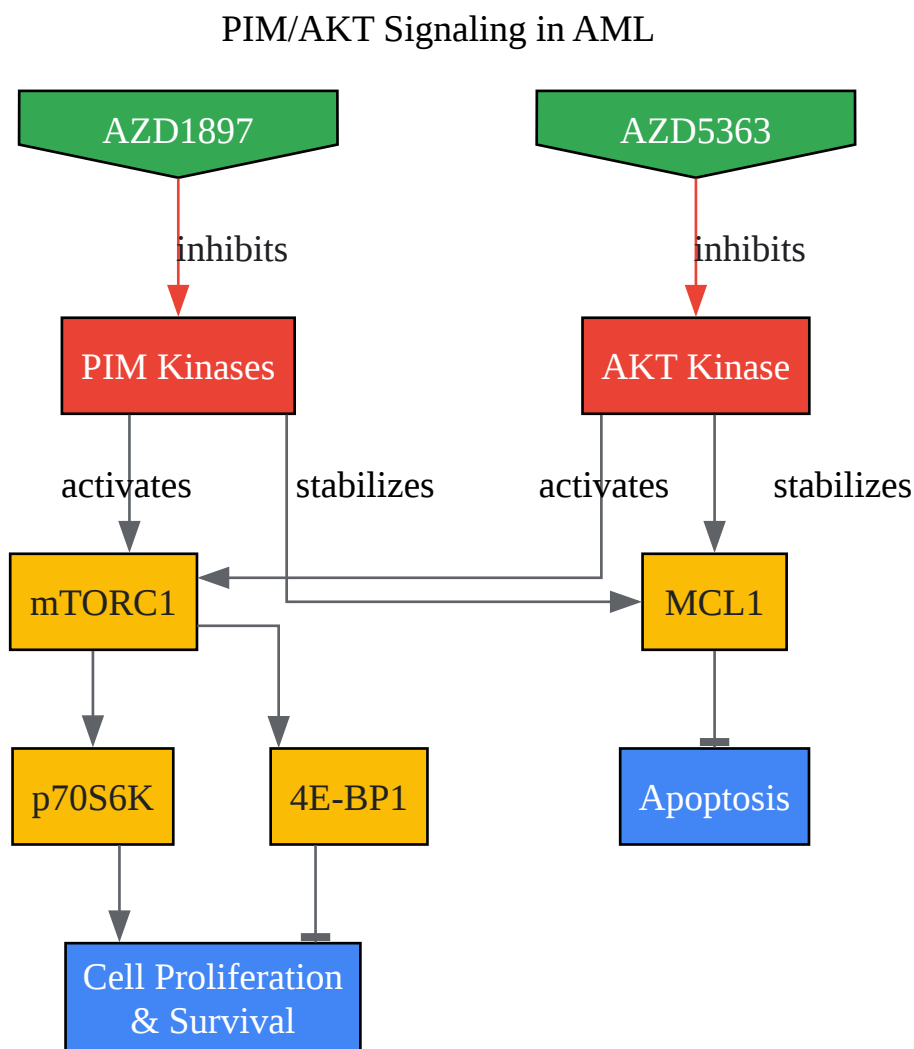 PIM/AKT Signaling in AML
AZD1897
AZD5363
inhibits
inhibits
PIM Kinases
AKT Kinase
activates
stabilizes
activates
stabilizes
mTORC1
MCL1
p70S6K
4E-BP1
Apoptosis
Cell Proliferation
& Survival